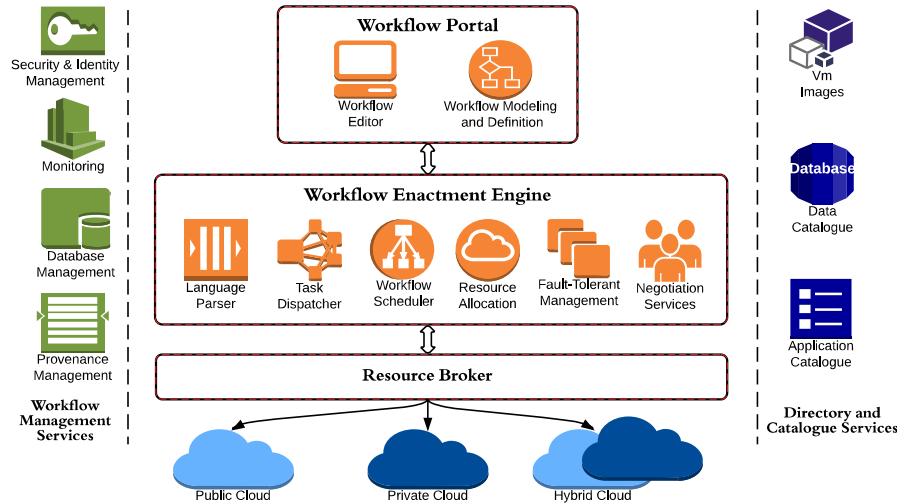 Workflow Portal
Workflow
Editor
Workflow Modeling
and Definition
Security & Identity
Management
Monitoring
Database
Management
Provenance
Management
Workflow
Management
Services
Workflow Enactment Engine
Language
Parser
Task
Dispatcher
Workflow
Scheduler
Resource
Allocation
Fault-Tolerant
Management
Negotiation
Services
Resource Broker
Public Cloud
Private Cloud
Hybrid Cloud
Vm
Images
Database
Data
Catalogue
Application
Catalogue
Directory and
Catalogue Services